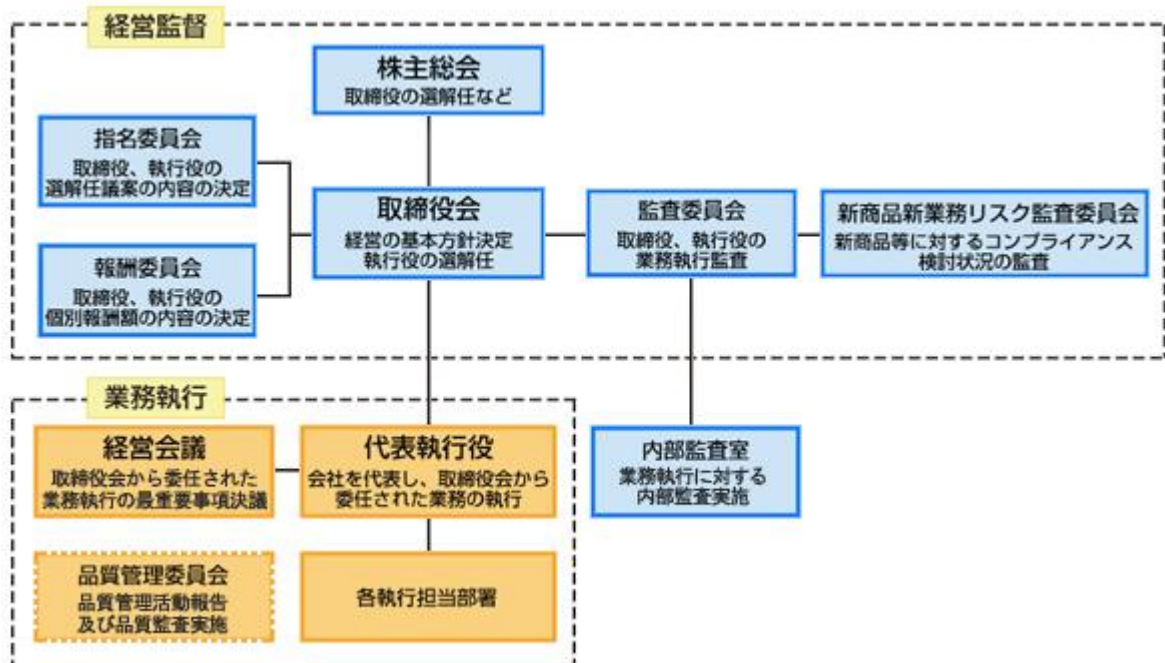 経営監督
株主総会
取締役の選解任など
指名委員会
取締役、執行役の
選解任議案の内容の決定
取締役会
経営の基本方針決定
執行役の選解任
監査委員会
取締役、執行役の
業務執行監査
新商品新業務リスク監査委員会
新商品等に対するコンプライアンス
検討状況の監査
報酬委員会
取締役、執行役の
個別報酬額の内容の決定
業務執行
経営会議
取締役会から委任された
業務執行の最重要事項決議
代表執行役
会社を代表し、取締役会から
委任された業務の執行
内部監査室
業務執行に対する
内部監査実施
品質管理委員会
品質管理活動報告
及び品質監査実施
各執行担当部署